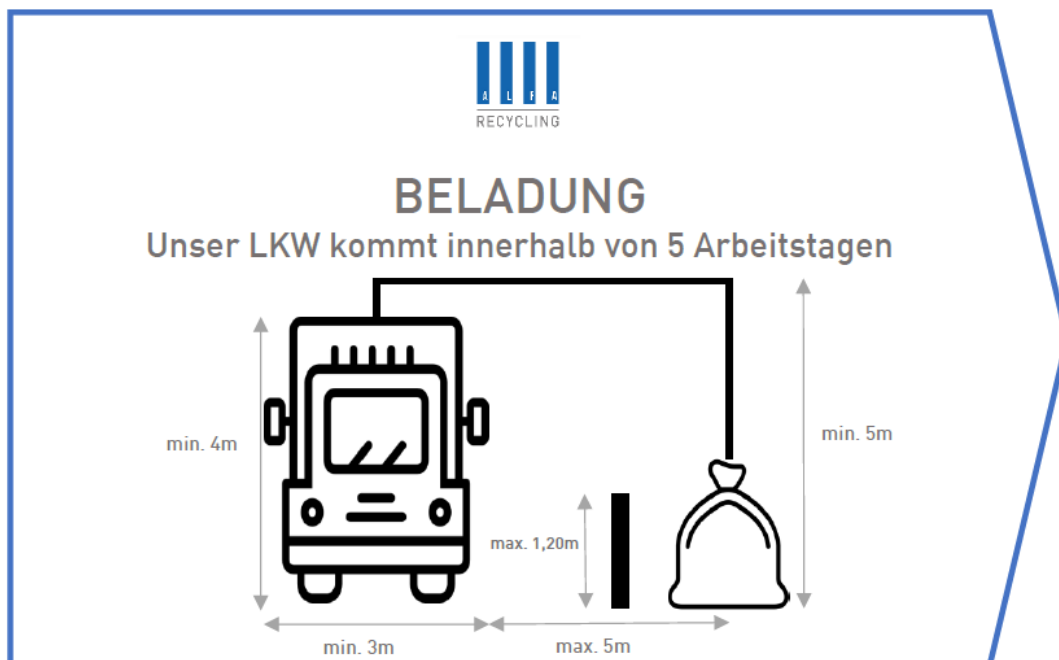 ALFA
RECYCLING
BELADUNG
Unser LKW kommt innerhalb von 5 Arbeitstagen
min. 4m
min. 5m
max. 1,20m
min. 3m
max. 5m